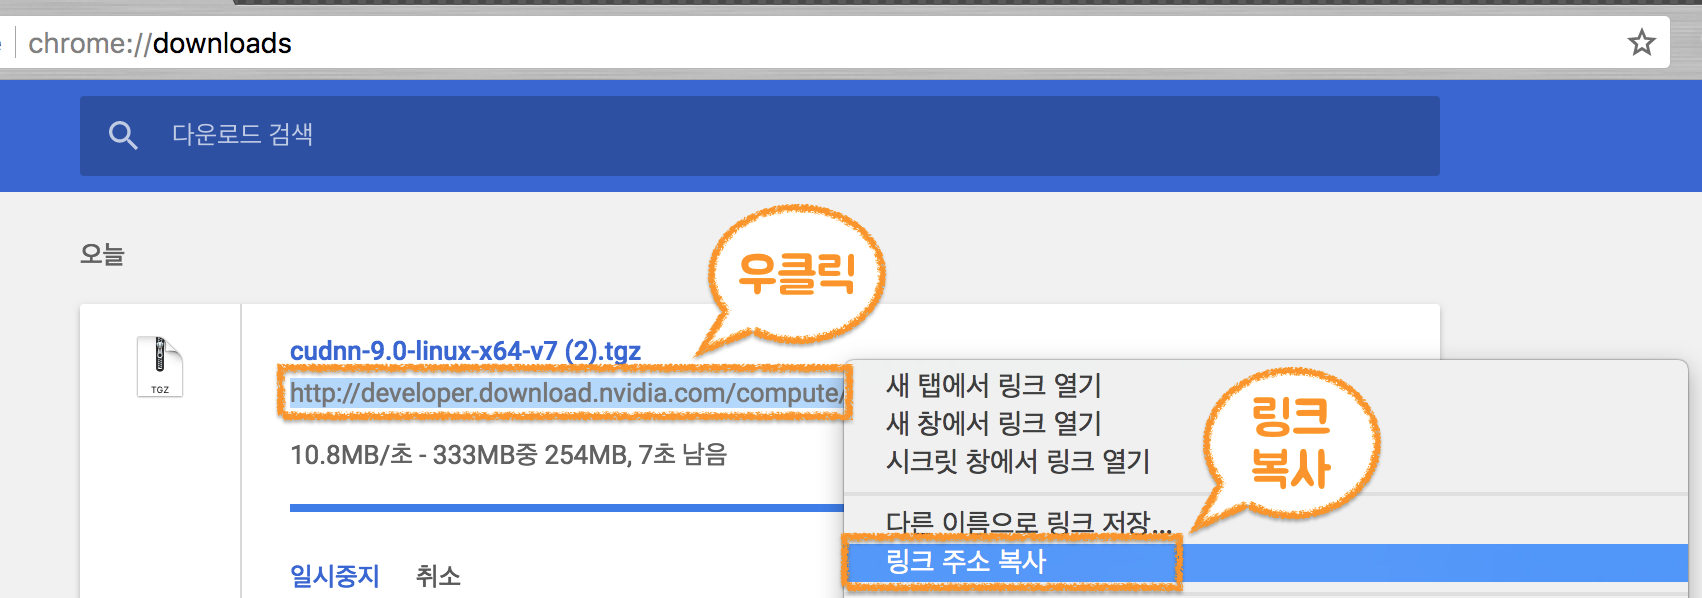 chrome://downloads
다운로드 검색
오늘
우클릭
TGZ
cudnn-9.0-linux-x64-v7 (2).tgz
http://developer.download.nvidia.com/compute/
10.8MB/초 - 333MB중 254MB, 7초 남음
일시중지 취소
새 탭에서 링크 열기
새 창에서 링크 열기
시크릿 창에서 링크 열기
다른 이름으로 링크 저장...
링크 주소 복사
링크
복사